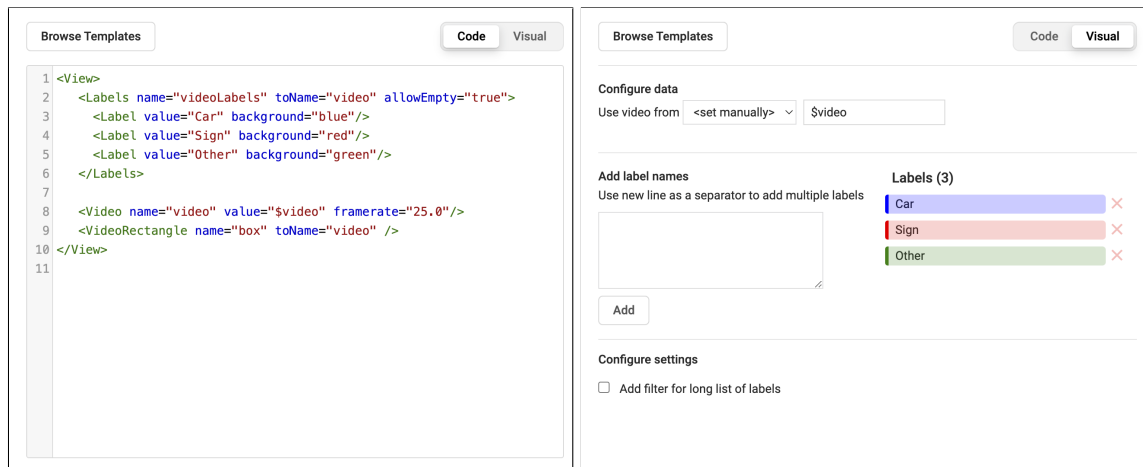 Browse Templates
Code
Visual
1 <View>
2 <Labels name="videoLabels" toName="video" allowEmpty="true">
3 <Label value="Car" background="blue"/>
4 <Label value="Sign" background="red"/>
5 <Label value="Other" background="green"/>
6 </Labels>
7
8 <Video name="video" value="$video" framerate="25.0"/>
9 <VideoRectangle name="box" toName="video" />
10 </View>
11
Browse Templates
Code
Visual
Configure data
Use video from <set manually> $video
Add label names
Use new line as a separator to add multiple labels
Add
Labels (3)
Car
Sign
Other
Configure settings
Add filter for long list of labels